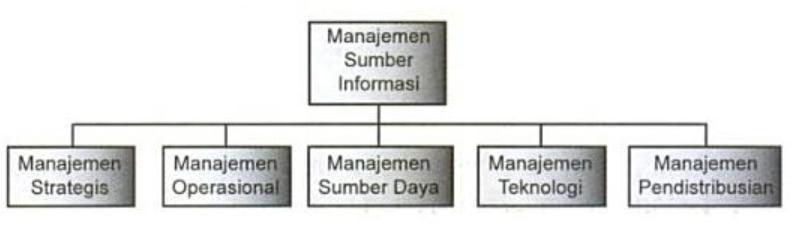 Manajemen
Sumber
Informasi
Manajemen
Strategis
Manajemen
Operasional
Manajemen
Sumber Daya
Manajemen
Teknologi
Manajemen
Pendistribusian